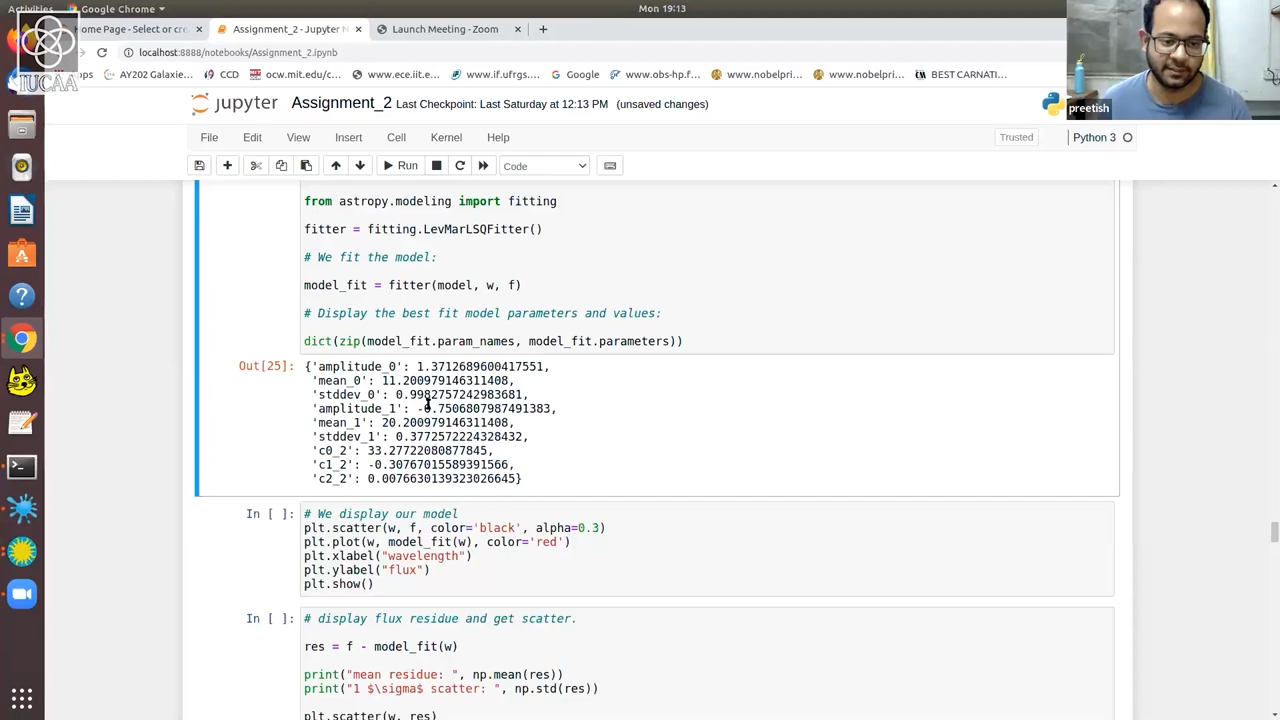 Activities
Google Chrome
Mon 19:13
Home Page - Select or cre
Assignment_2 - Jupyter N
Launch Meeting - Zoom
localhost:8888/notebooks/Assignment_2.ipynb
AY202 Galaxie
CCD
ocw.mit.edu/c...
www.ece.iit.e...
www.if.ufrgs....
Google
www.obs-hp.f...
www.nobelpri...
www.nobelpri...
BEST CARNATI...
IUCAA
preetish
jupyter
Assignment_2
Last Checkpoint: Last Saturday at 12:13 PM
(unsaved changes)
File
Edit
View
Insert
Cell
Kernel
Help
Trusted
Python 3
Run
Code
from astropy.modeling import fitting
fitter = fitting.LevMarLSQFitter()
# We fit the model:
model_fit = fitter(model, w, f)
# Display the best fit model parameters and values:
dict(zip(model_fit.param_names, model_fit.parameters))
Out[25]:
{'amplitude_0': 1.3712689600417551,
'mean_0': 11.200979146311408,
'stddev_0': 0.9982757242983681,
'amplitude_1': -0.7506807987491383,
'mean_1': 20.200979146311408,
'stddev_1': 0.3772572224328432,
'c0_2': 33.27722080877845,
'c1_2': -0.30767015589391566,
'c2_2': 0.0076630139323026645}
In [ ]:
# We display our model
plt.scatter(w, f, color='black', alpha=0.3)
plt.plot(w, model_fit(w), color='red')
plt.xlabel("wavelength")
plt.ylabel("flux")
plt.show()
In [ ]:
# display flux residue and get scatter.
res = f - model_fit(w)
print("mean residue: ", np.mean(res))
print("1 $\sigma$ scatter: ", np.std(res))
plt.scatter(w, res)